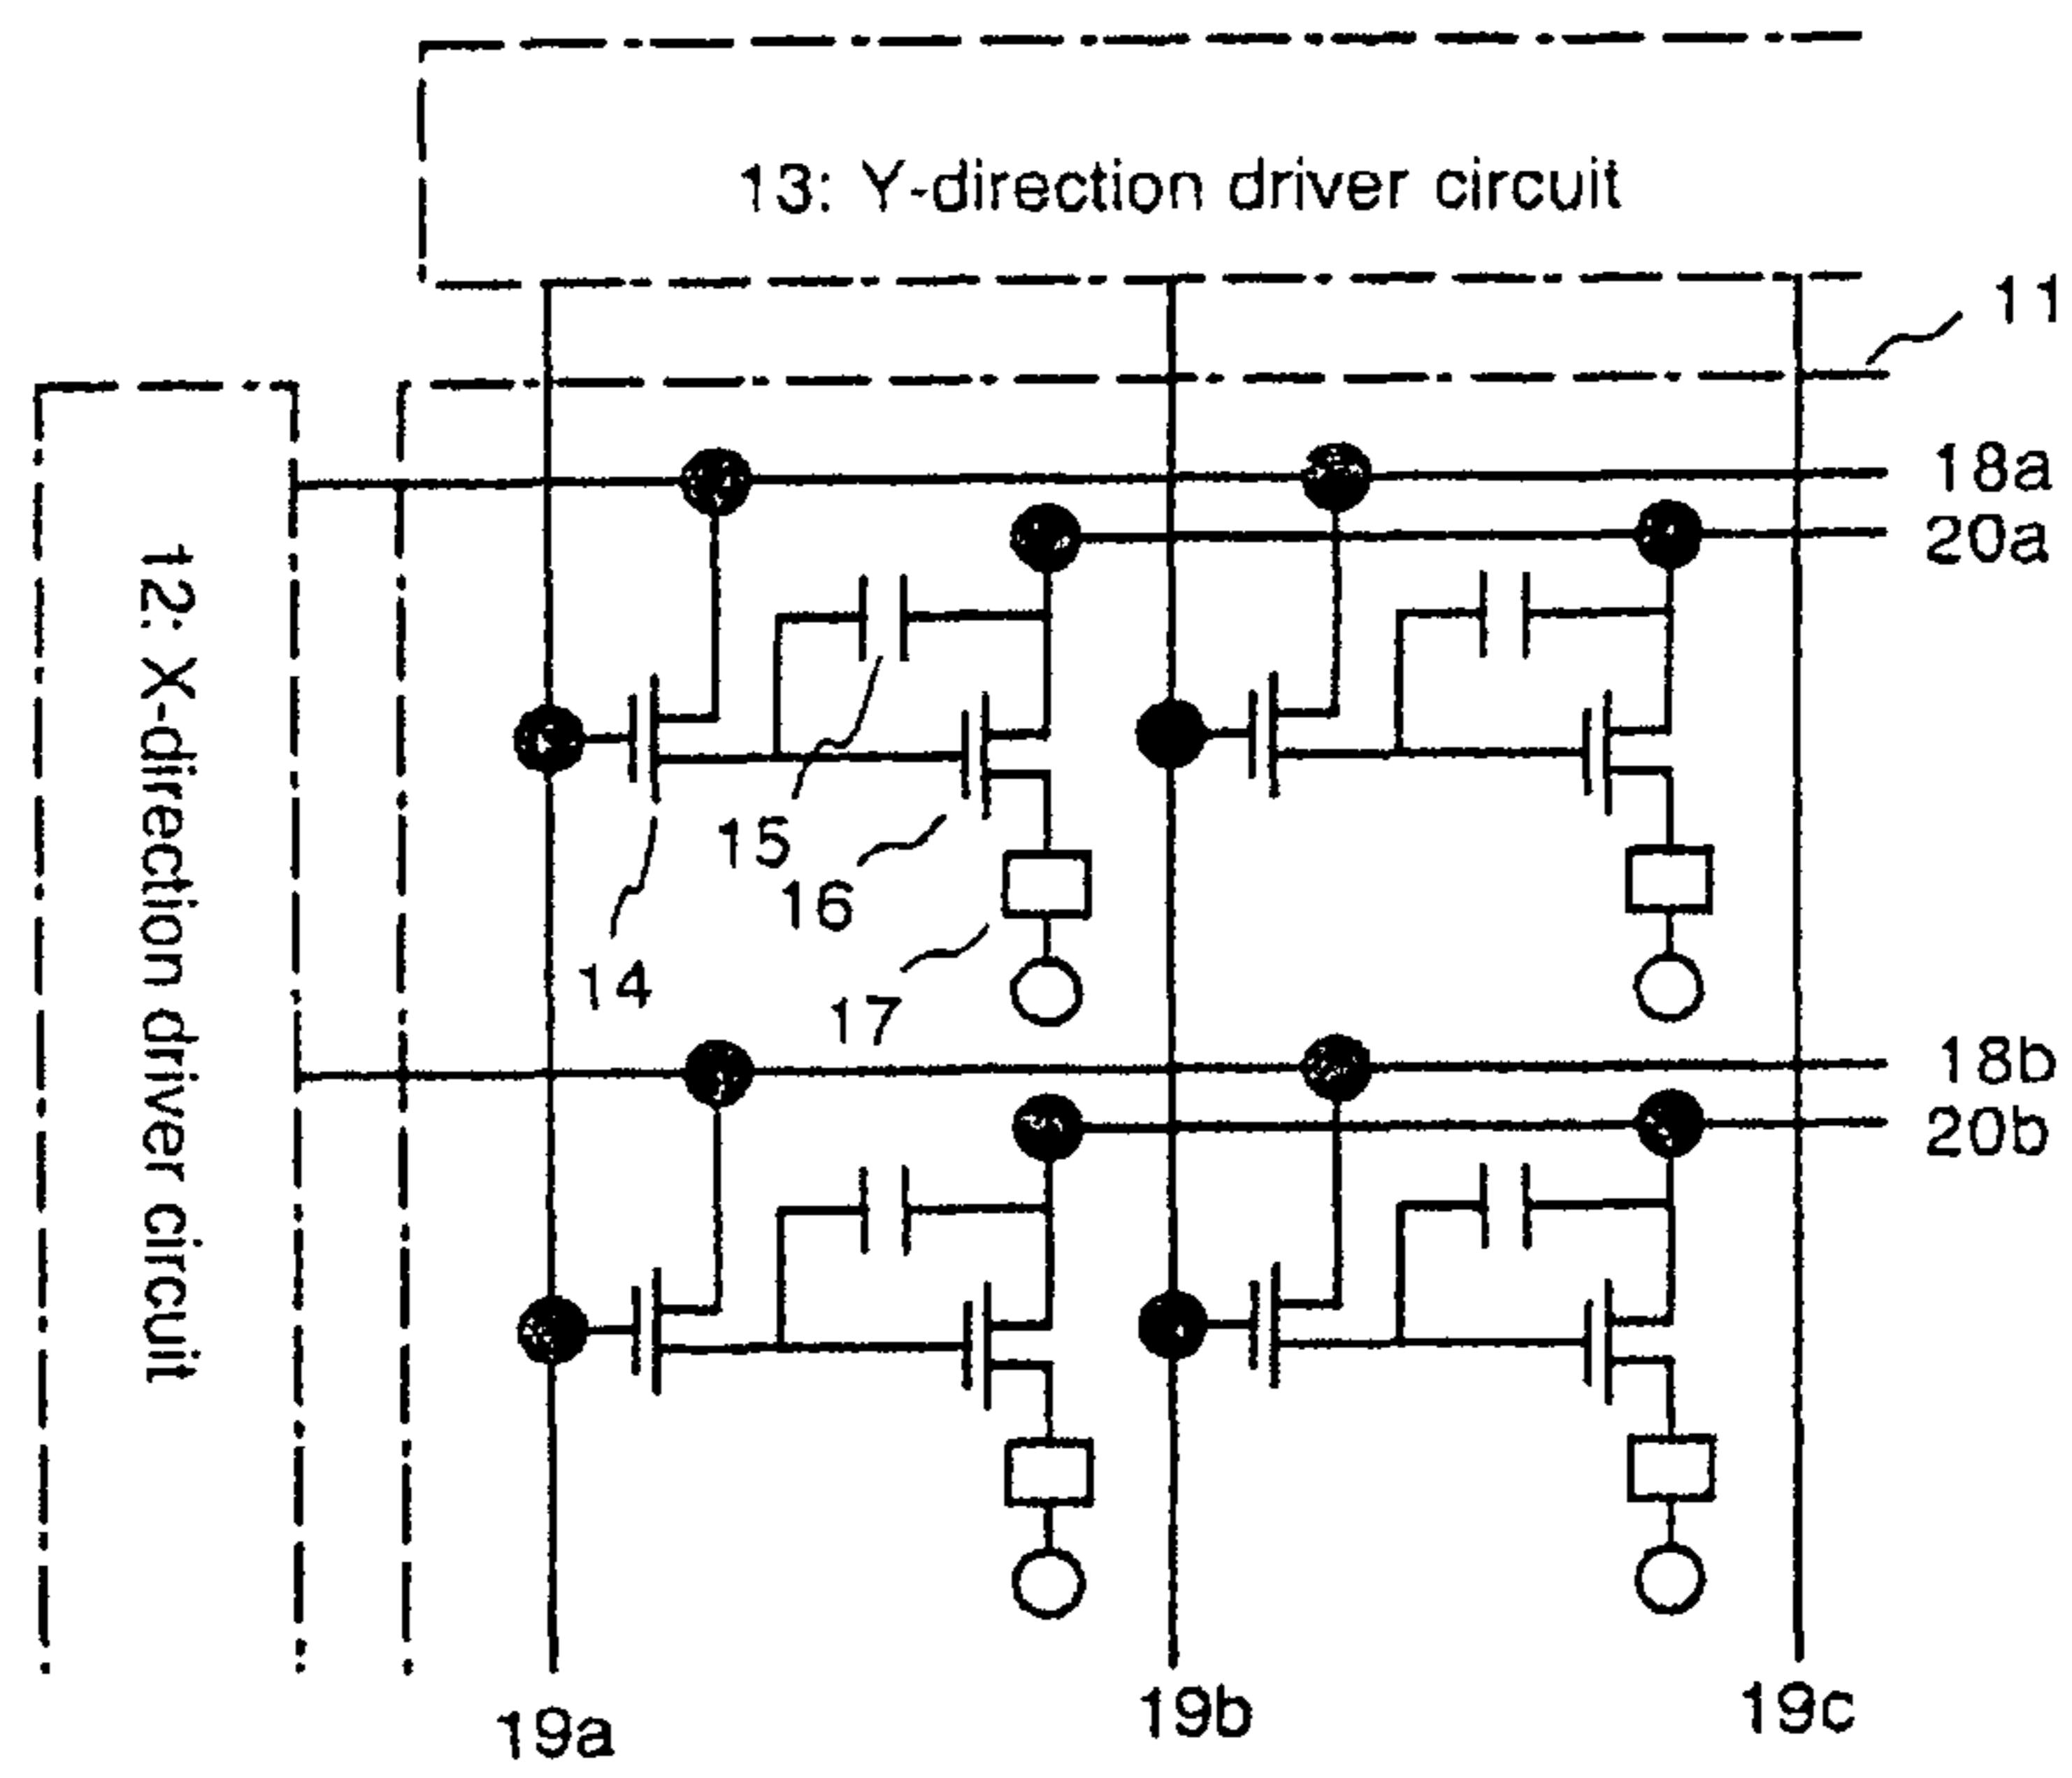 13: Y-direction driver circuit
11
18a
20a
12: X-direction driver circuit
15
16
14
17
18b
20b
19a
19b
19c